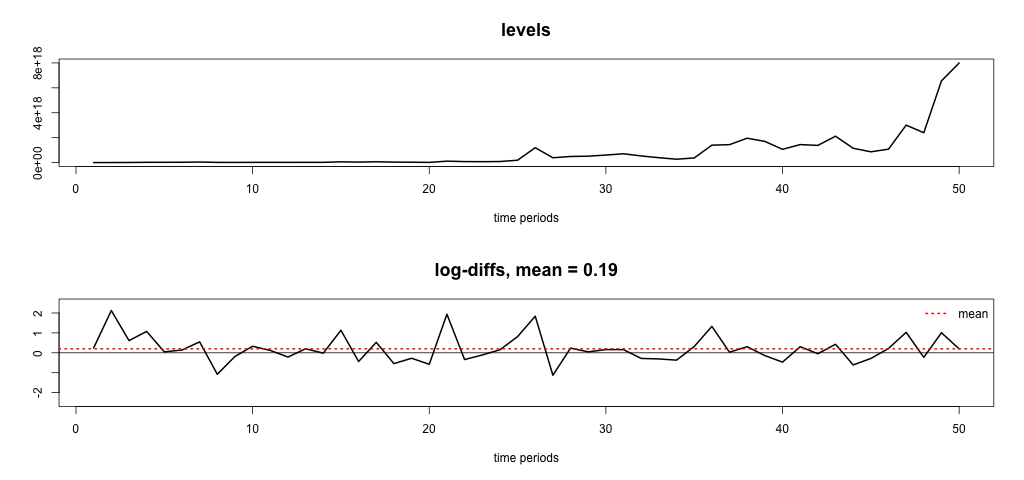 levels
8e+18
4e+18
0e+00
0 10 20 30 40 50
time periods
log-diffs, mean = 0.19
2
1
0
-2
mean
0 10 20 30 40 50
time periods